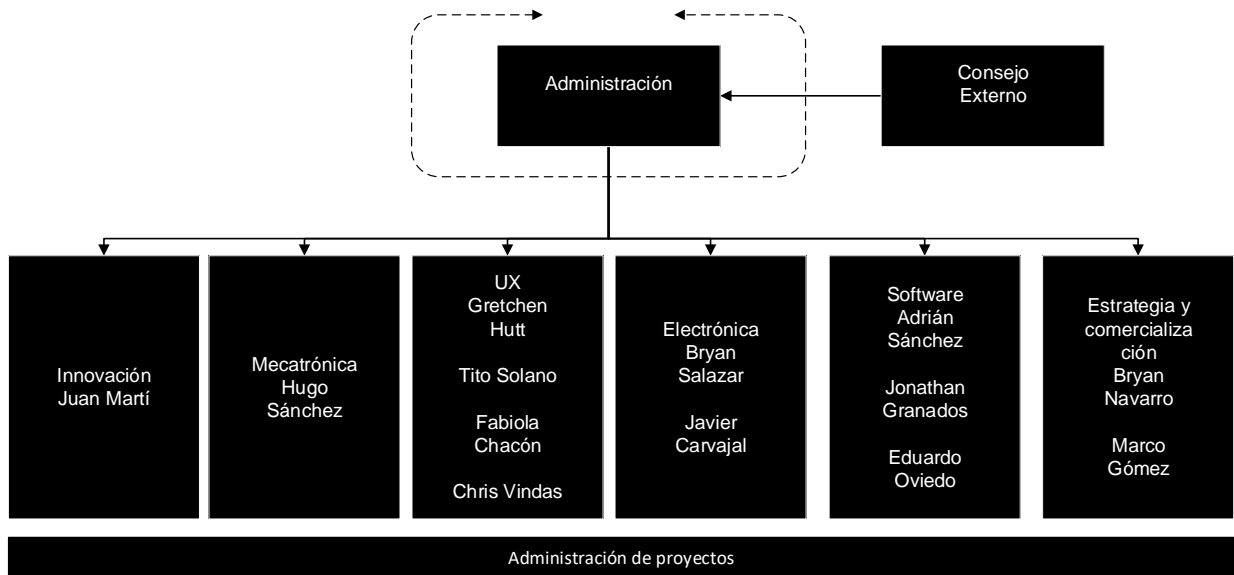 Administración
Consejo
Externo
Innovación
Juan Martí
Mecatrónica
Hugo
Sánchez
UX
Gretchen
Hutt
Tito Solano
Fabiola
Chacón
Chris Vindas
Electrónica
Bryan
Salazar
Javier
Carvajal
Software
Adrián
Sánchez
Jonathan
Granados
Eduardo
Oviedo
Estrategia y
comercializa
ción
Bryan
Navarro
Marco
Gómez
Administración de proyectos